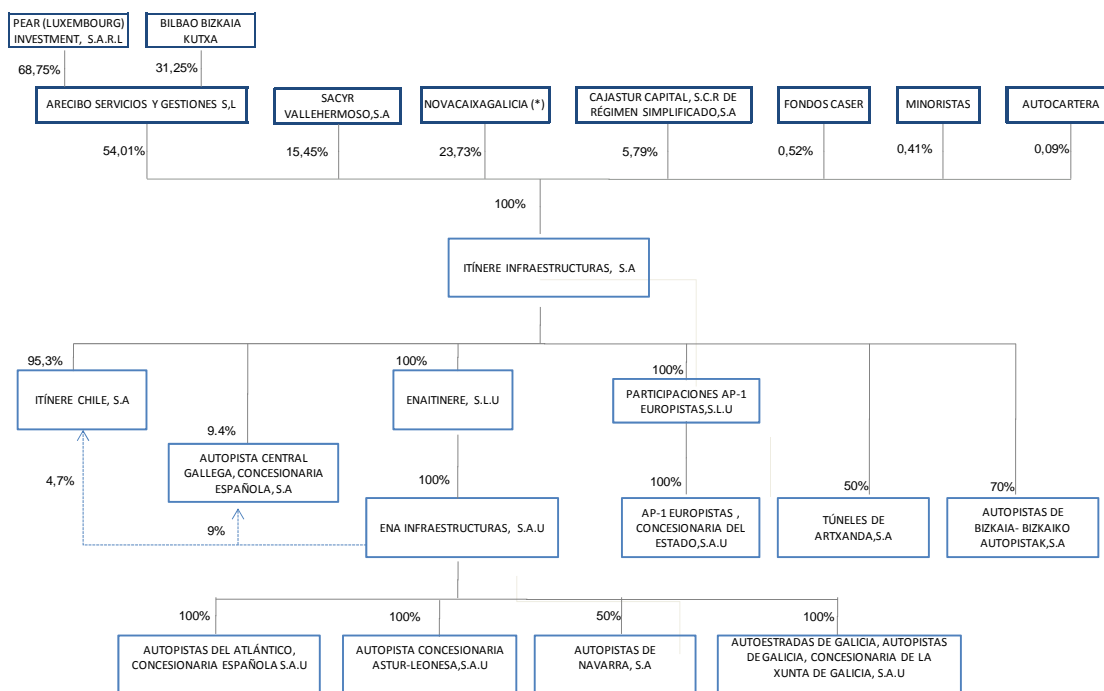 PEAR (LUXEMBOURG)
INVESTMENT, S.A.R.L
BILBAO BIZKAIA
KUTXA
68,75%
31,25%
ARECIBO SERVICIOS Y GESTIONES S,L
SACYR
VALLEHERMOSO,S.A
NOVACAIXAGALICIA (*)
CAJASTUR CAPITAL, S.C.R DE
RÉGIMEN SIMPLIFICADO,S.A
FONDOS CASER
MINORISTAS
AUTOCARTERA
54,01%
15,45%
23,73%
5,79%
0,52%
0,41%
0,09%
100%
ITÍNERE INFRAESTRUCTURAS, S.A
95,3%
ITÍNERE CHILE, S.A
9.4%
AUTOPISTA CENTRAL
GALLEGA, CONCESIONARIA
ESPAÑOLA, S.A
100%
ENAITINERE, S.L.U
100%
PARTICIPACIONES AP-1
EUROPISTAS,S.L.U
4,7%
9%
100%
ENA INFRAESTRUCTURAS, S.A.U
100%
AP-1 EUROPISTAS ,
CONCESIONARIA DEL
ESTADO,S.A.U
50%
TÚNELES DE
ARTXANDA,S.A
70%
AUTOPISTAS DE
BIZKAIA- BIZKAIKO
AUTOPISTAK,S.A
100%
AUTOPISTAS DEL ATLÁNTICO,
CONCESIONARIA ESPAÑOLA S.A.U
100%
AUTOPISTA CONCESIONARIA
ASTUR-LEONESA,S.A.U
50%
AUTOPISTAS DE
NAVARRA, S.A
100%
AUTOESTRADAS DE GALICIA, AUTOPISTAS
DE GALICIA, CONCESIONARIA DE LA
XUNTA DE GALICIA, S.A.U